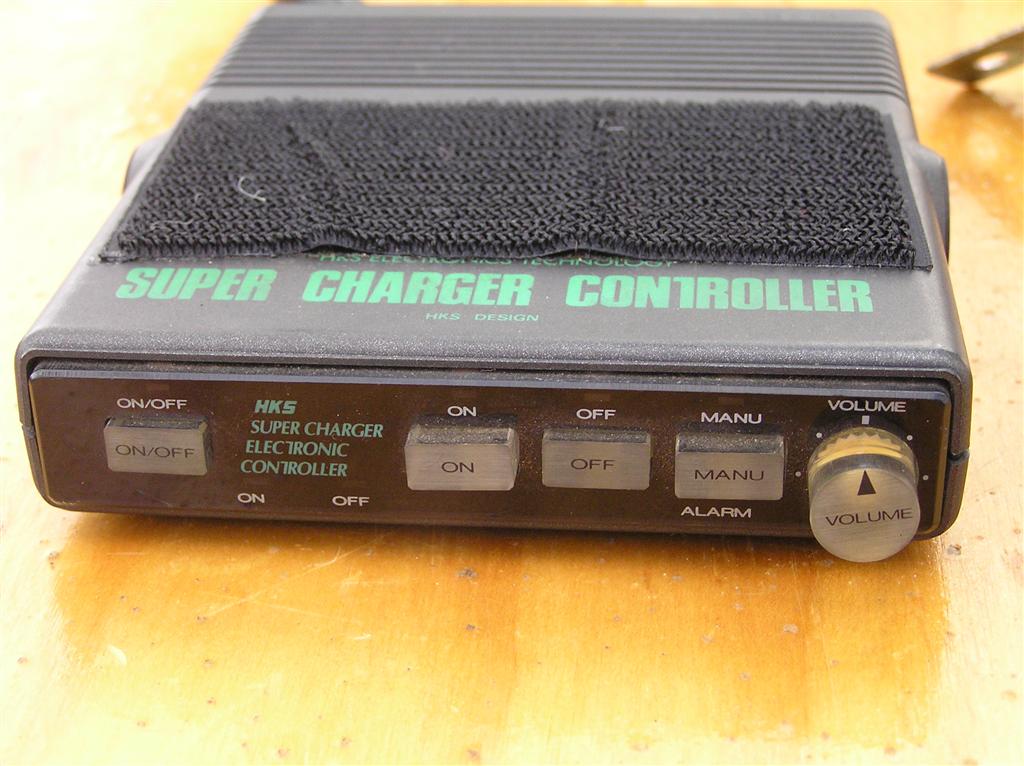 HKS ELECTRONICS TECHNOLOGY
SUPER CHARGER CONTROLLER
HKS DESIGN
ON/OFF
ON/OFF
HKS
SUPER CHARGER
ELECTRONIC
CONTROLLER
ON OFF
ON
ON
OFF
OFF
MANU
MANU
ALARM
VOLUME
VOLUME